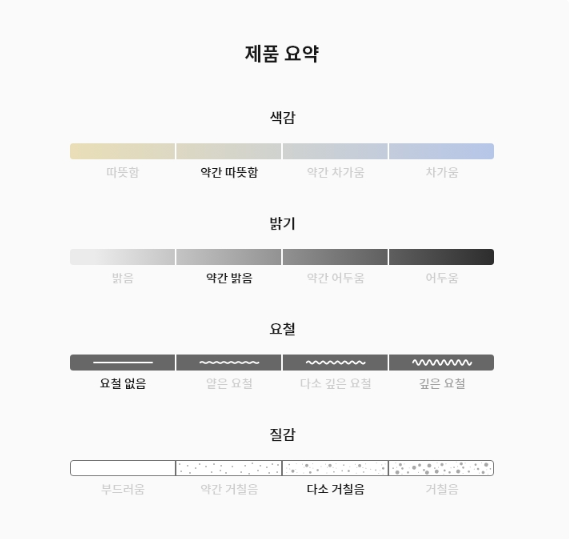 제품 요약
색감
따뜻함 약간 따뜻함 약간 차가움 차가움
밝기
밝음 약간 밝음 약간 어두움 어두움
요철
요철 없음 얕은 요철 다소 깊은 요철 깊은 요철
질감
부드러움 약간 거칠음 다소 거칠음 거칠음